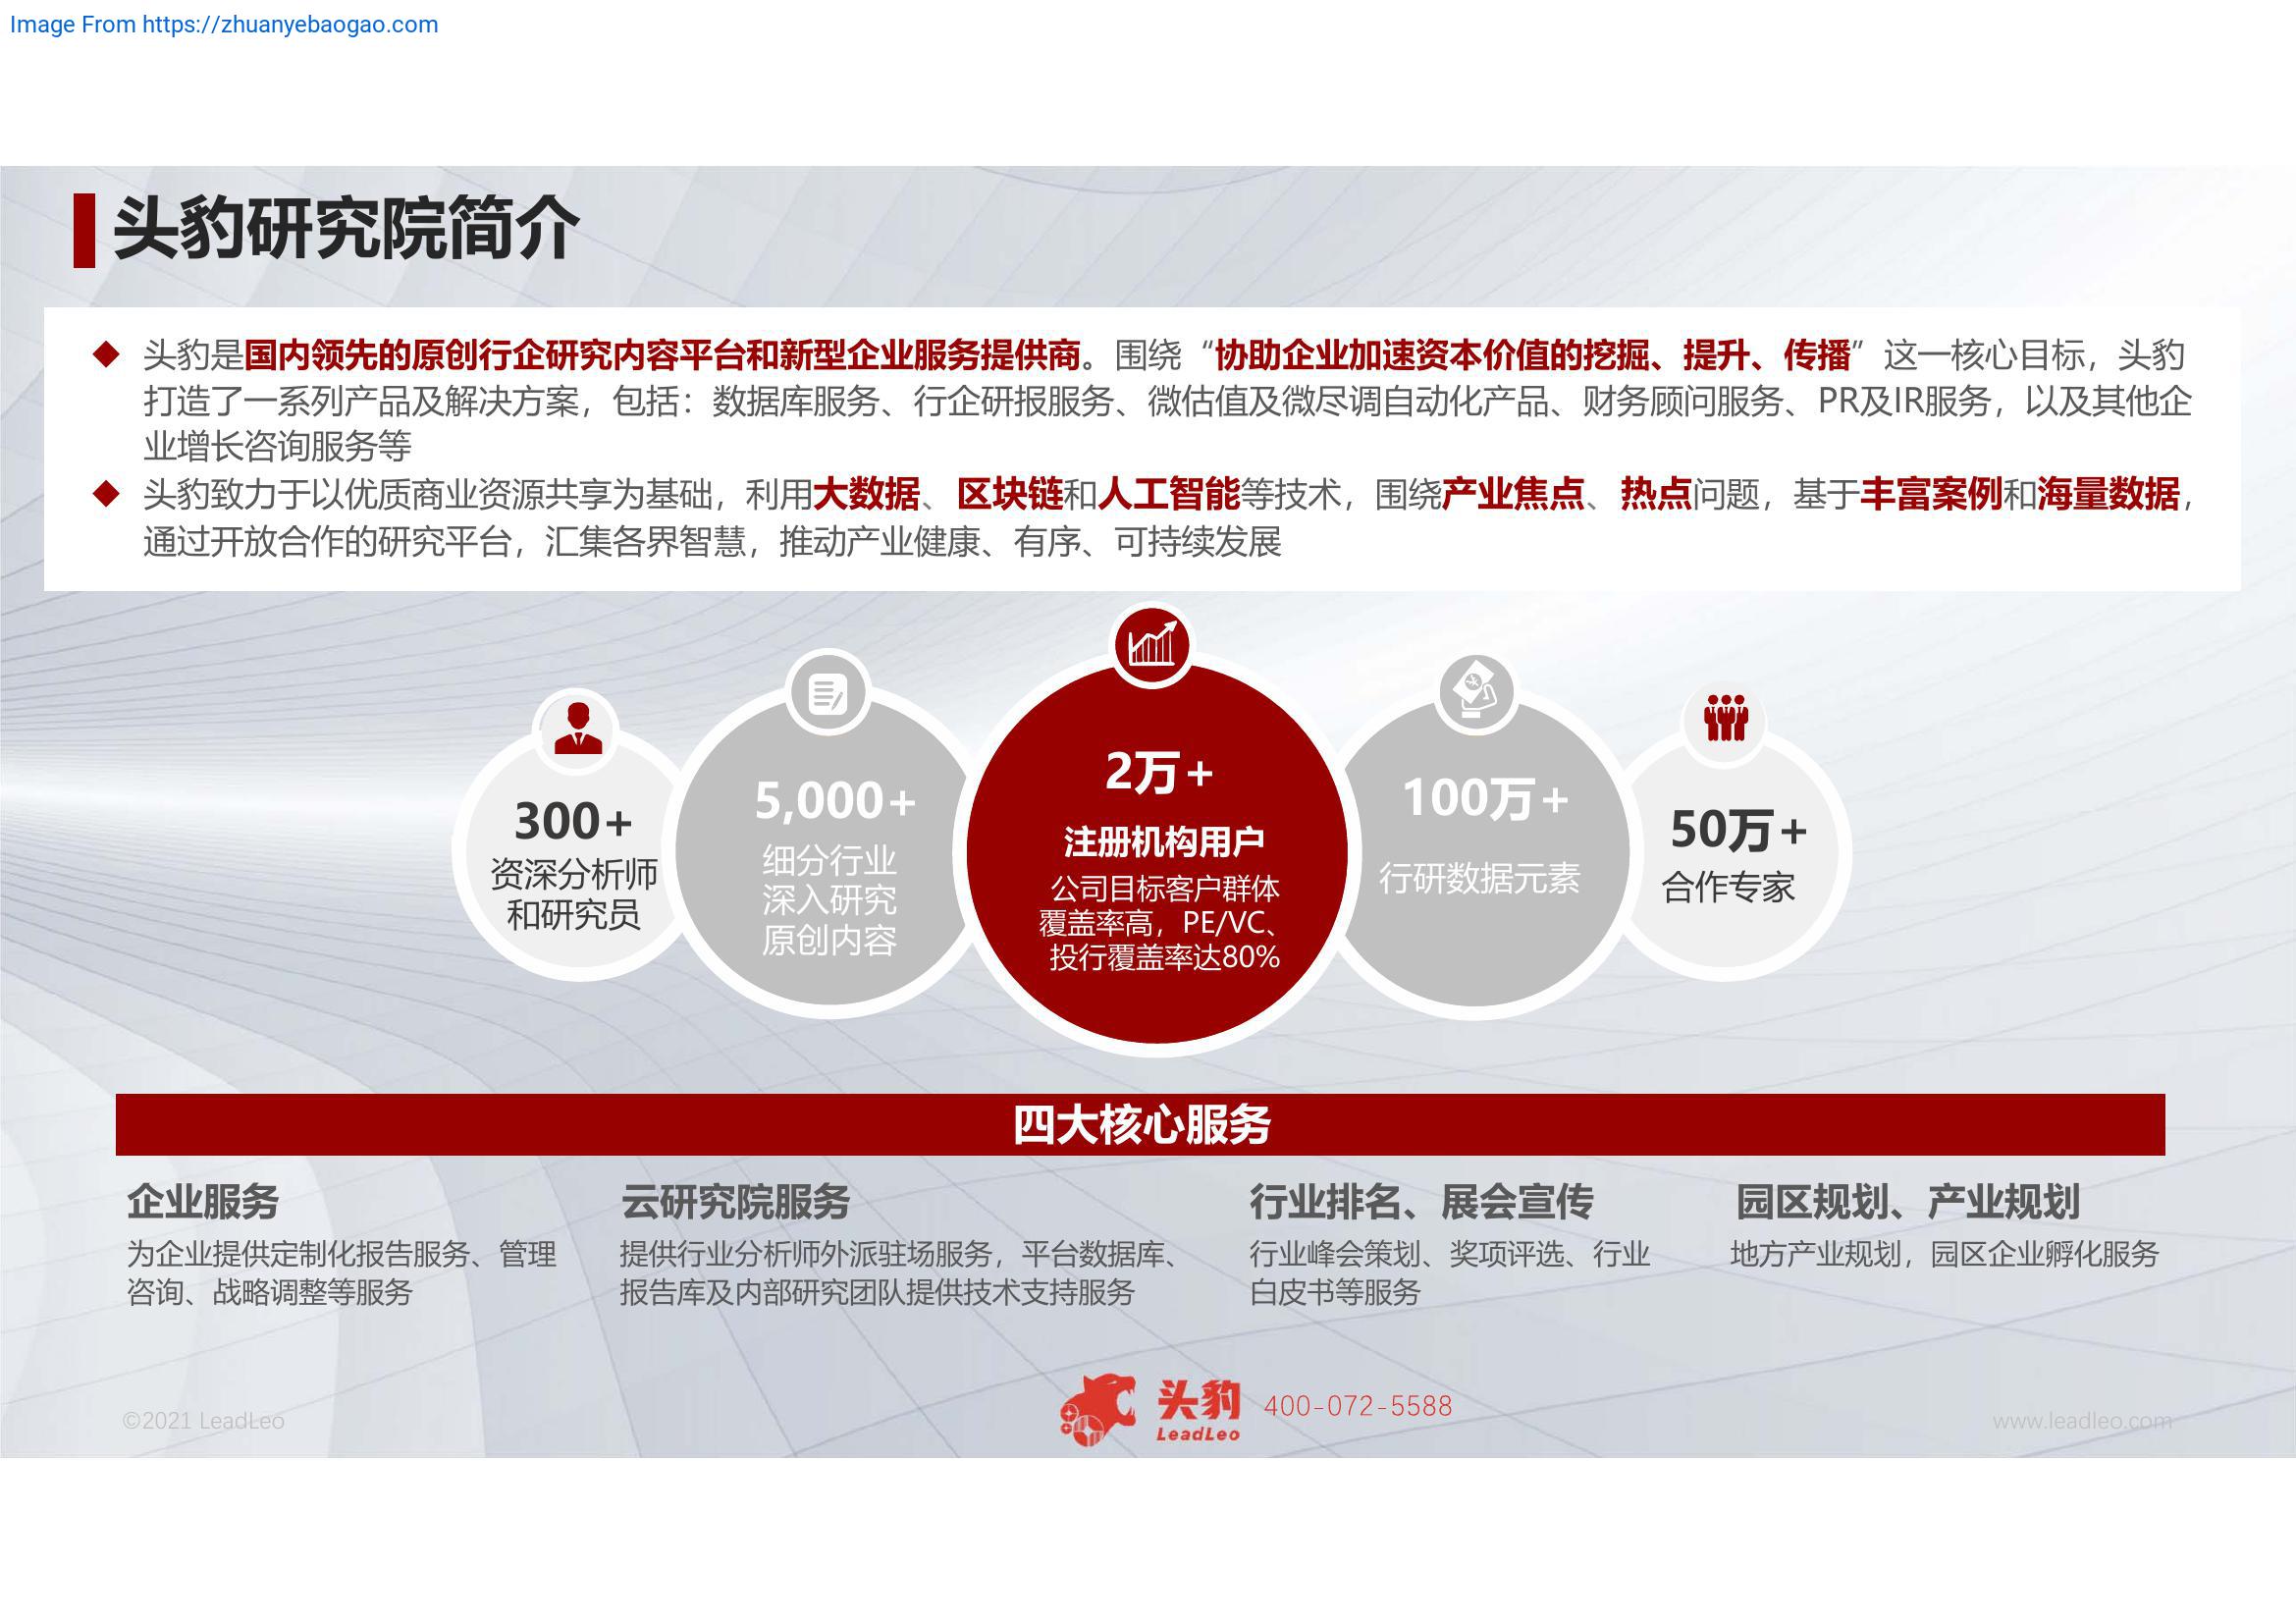 Image From https://zhuanyebaogao.com
头豹研究院简介
头豹是国内领先的原创行企研究内容平台和新型企业服务提供商。围绕“协助企业加速资本价值的挖掘、提升、传播”这一核心目标，头豹
打造了一系列产品及解决方案，包括：数据库服务、行企研报服务、微估值及微尽调自动化产品、财务顾问服务、PR及IR服务，以及其他企
业增长咨询服务等
头豹致力于以优质商业资源共享为基础，利用大数据、区块链和人工智能等技术，围绕产业焦点、热点问题，基于丰富案例和海量数据，
通过开放合作的研究平台，汇集各界智慧，推动产业健康、有序、可持续发展
300+
资深分析师
和研究员
5,000+
细分行业
深入研究
原创内容
2万+
注册机构用户
公司目标客户群体
覆盖率高，PE/VC、
投行覆盖率达80%
100万+
行研数据元素
50万+
合作专家
四大核心服务
企业服务
为企业提供定制化报告服务、管理
咨询、战略调整等服务
云研究院服务
提供行业分析师外派驻场服务，平台数据库、
报告库及内部研究团队提供技术支持服务
行业排名、展会宣传
行业峰会策划、奖项评选、行业
白皮书等服务
园区规划、产业规划
地方产业规划，园区企业孵化服务
©2021 LeadLeo
头豹
LeadLeo
400-072-5588
www.leadleo.com